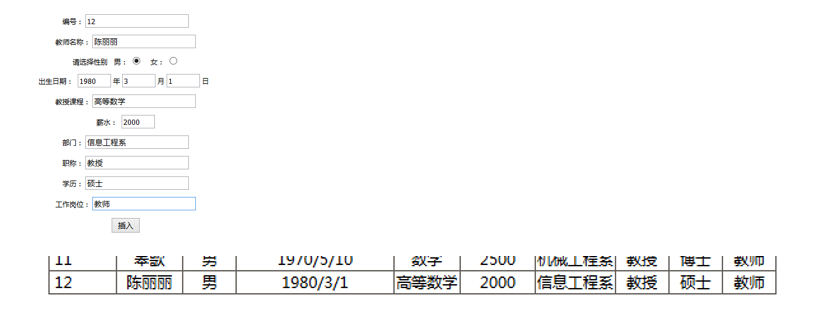 编号： 12
教师名称： 陈丽丽
请选择性别 男： 女：
出生日期： 1980 年 3 月 1 日
教授课程： 高等数学
薪水： 2000
部门： 信息工程系
职称： 教授
学历： 硕士
工作岗位： 教师
插入
11 男 1970/5/10 数学 2500 机械工程系 教授 博士 教师
12 陈丽丽 男 1980/3/1 高等数学 2000 信息工程系 教授 硕士 教师